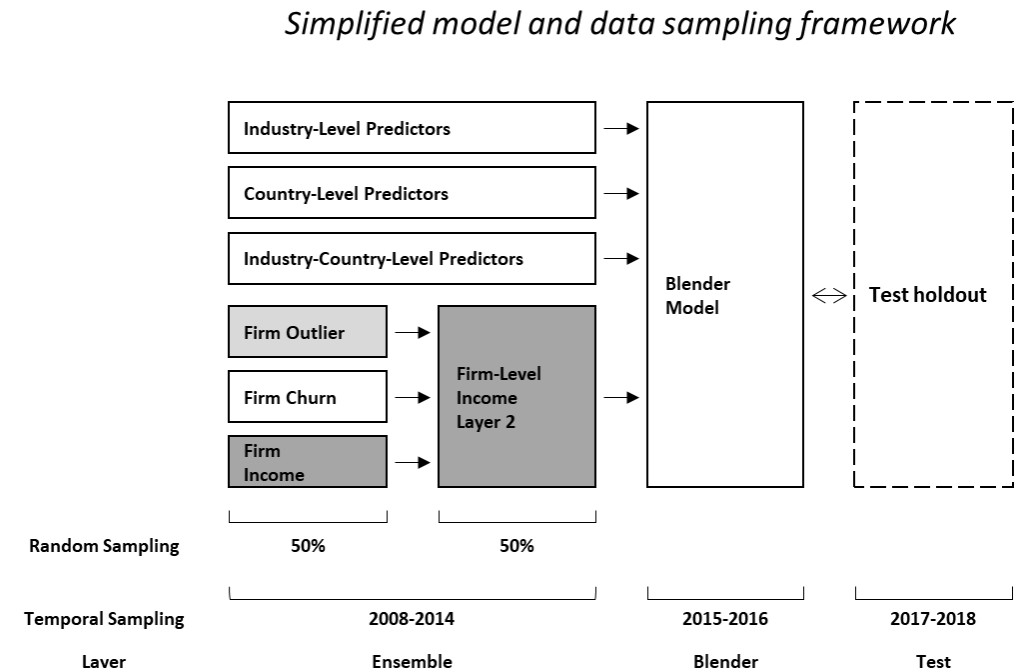 Simplified model and data sampling framework
Industry-Level Predictors
Country-Level Predictors
Industry-Country-Level Predictors
Firm Outlier
Firm Churn
Firm
Income
Firm-Level
Income
Layer 2
Blender
Model
Test holdout
Random Sampling 50% 50%
Temporal Sampling 2008-2014 2015-2016 2017-2018
Layer Ensemble Blender Test